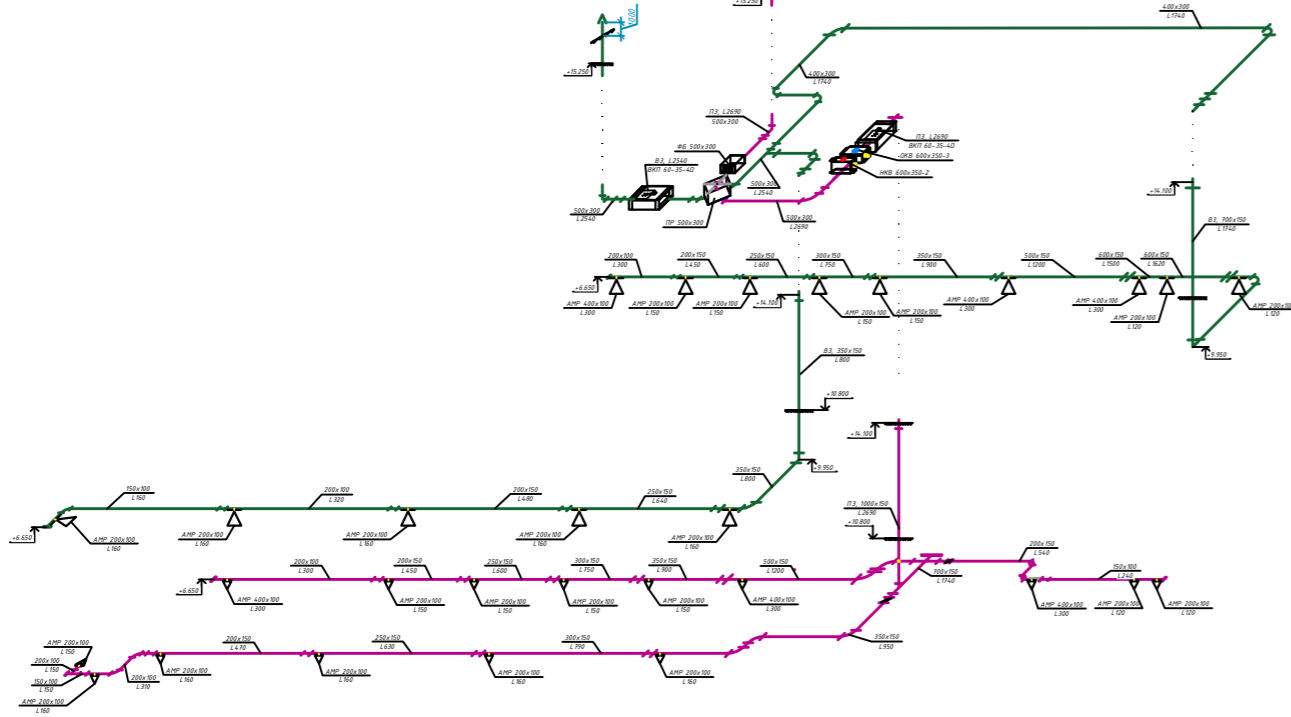 +15.250
1000
400x300
L1740
+15.250
400x300
L1740
П3, L2690
500x300
ФБ 500x300
В3, L2540
ВКП 60-35-4D
П3, L2690
ВКП 60-35-4D
ОКВ 600x350-3
НКВ 600x350-2
500x300
L2540
500x300
L2540
ПР 500x300
500x300
L2690
+14.100
В3, 700x150
L1740
200x100
L300
200x150
L450
250x150
L600
300x150
L750
350x150
L900
500x150
L1200
600x150
L1500
600x150
L1620
+6.650
АМР 400x100
L300
АМР 200x100
L150
АМР 200x100
L150
+14.100
АМР 200x100
L150
АМР 200x100
L150
АМР 400x100
L300
АМР 400x100
L300
АМР 200x100
L120
АМР 200x100
L120
В3, 350x150
L800
+9.950
+10.800
+14.100
+9.950
350x150
L800
150x100
L160
200x100
L320
200x150
L480
250x150
L640
+6.650
АМР 200x100
L160
АМР 200x100
L160
АМР 200x100
L160
АМР 200x100
L160
АМР 200x100
L160
П3, 1000x150
L2690
+10.800
200x100
L300
200x150
L450
250x150
L600
300x150
L750
350x150
L900
500x150
L1200
700x150
L1740
200x150
L540
150x100
L240
+6.650
АМР 400x100
L300
АМР 200x100
L150
АМР 200x100
L150
АМР 200x100
L150
АМР 200x100
L150
АМР 400x100
L300
АМР 400x100
L300
АМР 200x100
L120
АМР 200x100
L120
АМР 200x100
L150
200x100
L150
150x100
L150
АМР 200x100
L160
200x100
L310
200x150
L470
250x150
L630
300x150
L790
350x150
L950
АМР 200x100
L160
АМР 200x100
L160
АМР 200x100
L160
АМР 200x100
L160